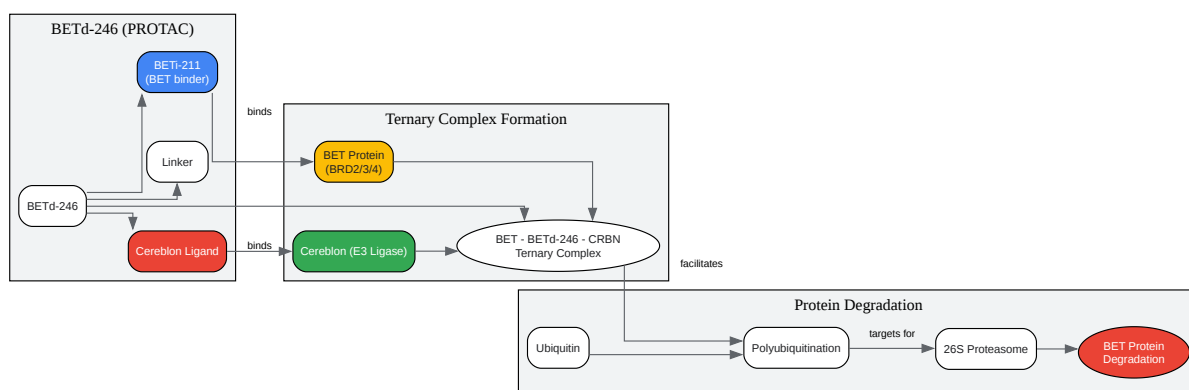 BETd-246 (PROTAC)
BETi-211
(BET binder)
Linker
BETd-246
Cereblon Ligand
binds
binds
Ternary Complex Formation
BET Protein
(BRD2/3/4)
Cereblon (E3 Ligase)
BET - BETd-246 - CRBN
Ternary Complex
facilitates
Protein Degradation
Ubiquitin
Polyubiquitination
targets for
26S Proteasome
BET Protein
Degradation